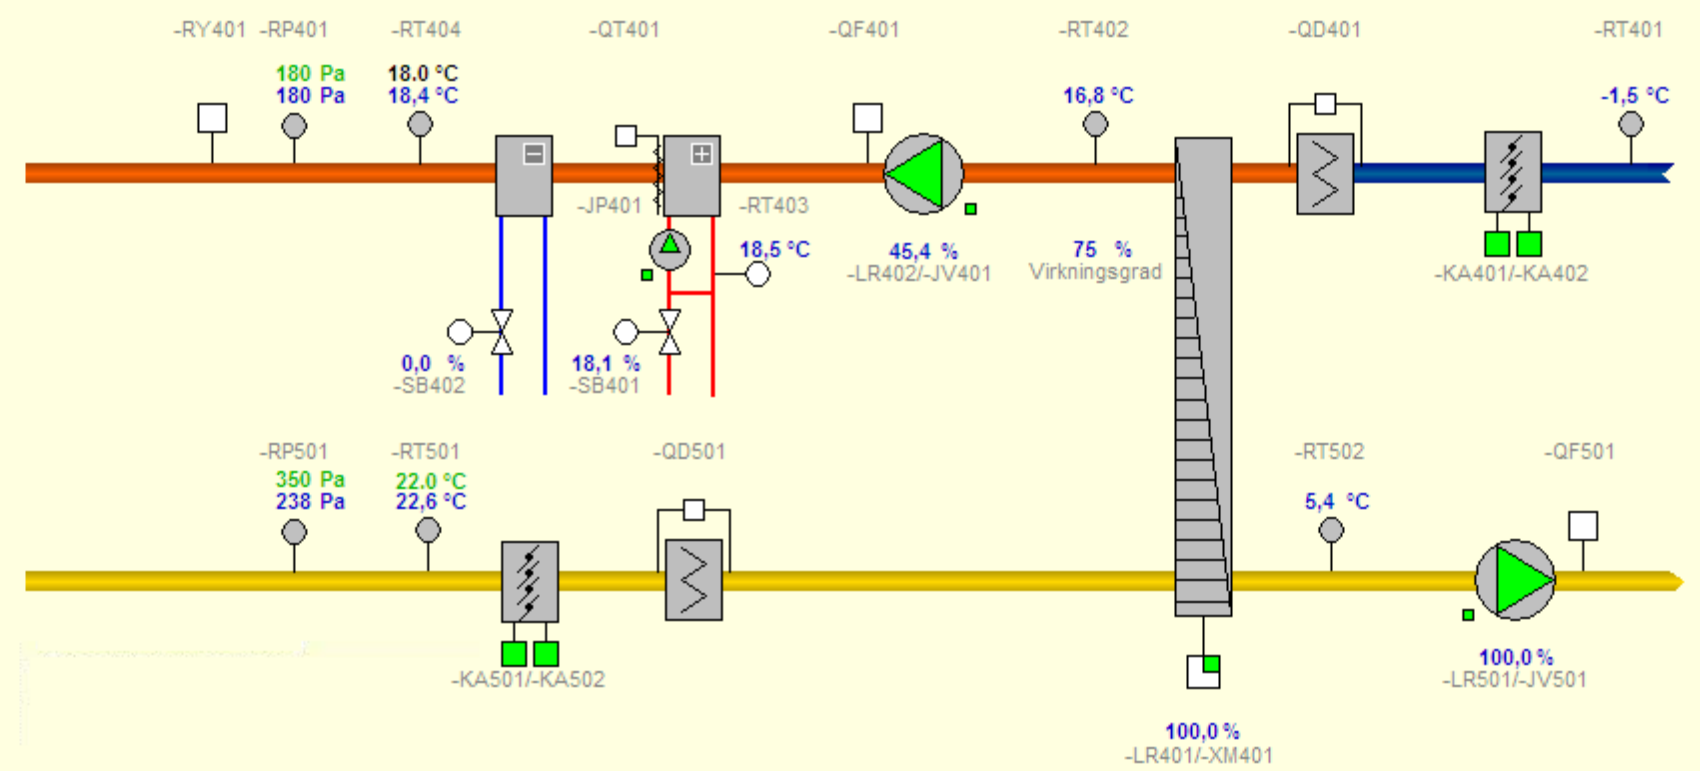 -RY401 -RP401 -RT404 -QT401 -QF401 -RT402 -QD401 -RT401
180 Pa 18.0 °C
180 Pa 18,4 °C 16,8 °C -1,5 °C
-JP401 -RT403
18,5 °C 45,4 % 75 %
-LR402/-JV401 Virkningsgrad -KA401/-KA402
0,0 % 18,1 %
-SB402 -SB401
-RP501 -RT501 -QD501 -RT502 -QF501
350 Pa 22.0 °C
238 Pa 22,6 °C 5,4 °C
100,0 %
-KA501/-KA502 -LR501/-JV501
100,0 %
-LR401/-XM401